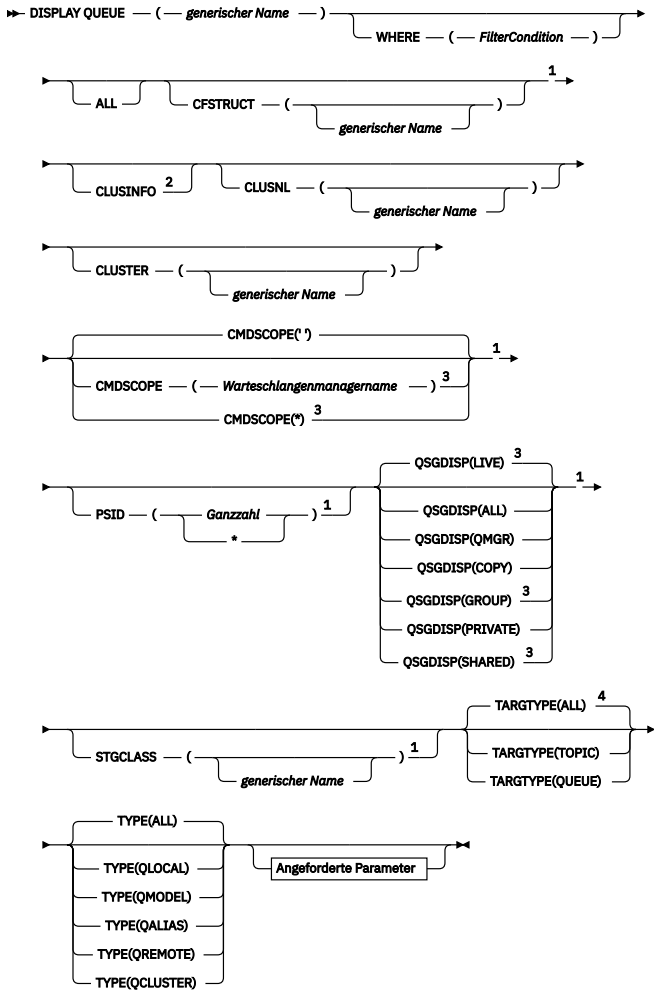 DISPLAY QUEUE ( generischer Name )
WHERE ( FilterCondition )
ALL
CFSTRUCT ( generischer Name ) 1
CLUSINFO 2
CLUSNL ( generischer Name )
CLUSTER ( generischer Name )
CMDSCOPE(' ')
CMDSCOPE ( Warteschlangenmanagername ) 3
CMDSCOPE(*) 3
1
PSID ( Ganzzahl ) 1
*
QSGDISP(LIVE) 3
1
QSGDISP(ALL)
QSGDISP(QMGR)
QSGDISP(COPY)
QSGDISP(GROUP) 3
QSGDISP(PRIVATE)
QSGDISP(SHARED) 3
STGCLASS ( generischer Name ) 1
TARGTYPE(ALL) 4
TARGTYPE(TOPIC)
TARGTYPE(QUEUE)
TYPE(ALL)
TYPE(QLOCAL)
TYPE(QMODEL)
TYPE(QALIAS)
TYPE(QREMOTE)
TYPE(QCLUSTER)
Angeforderte Parameter